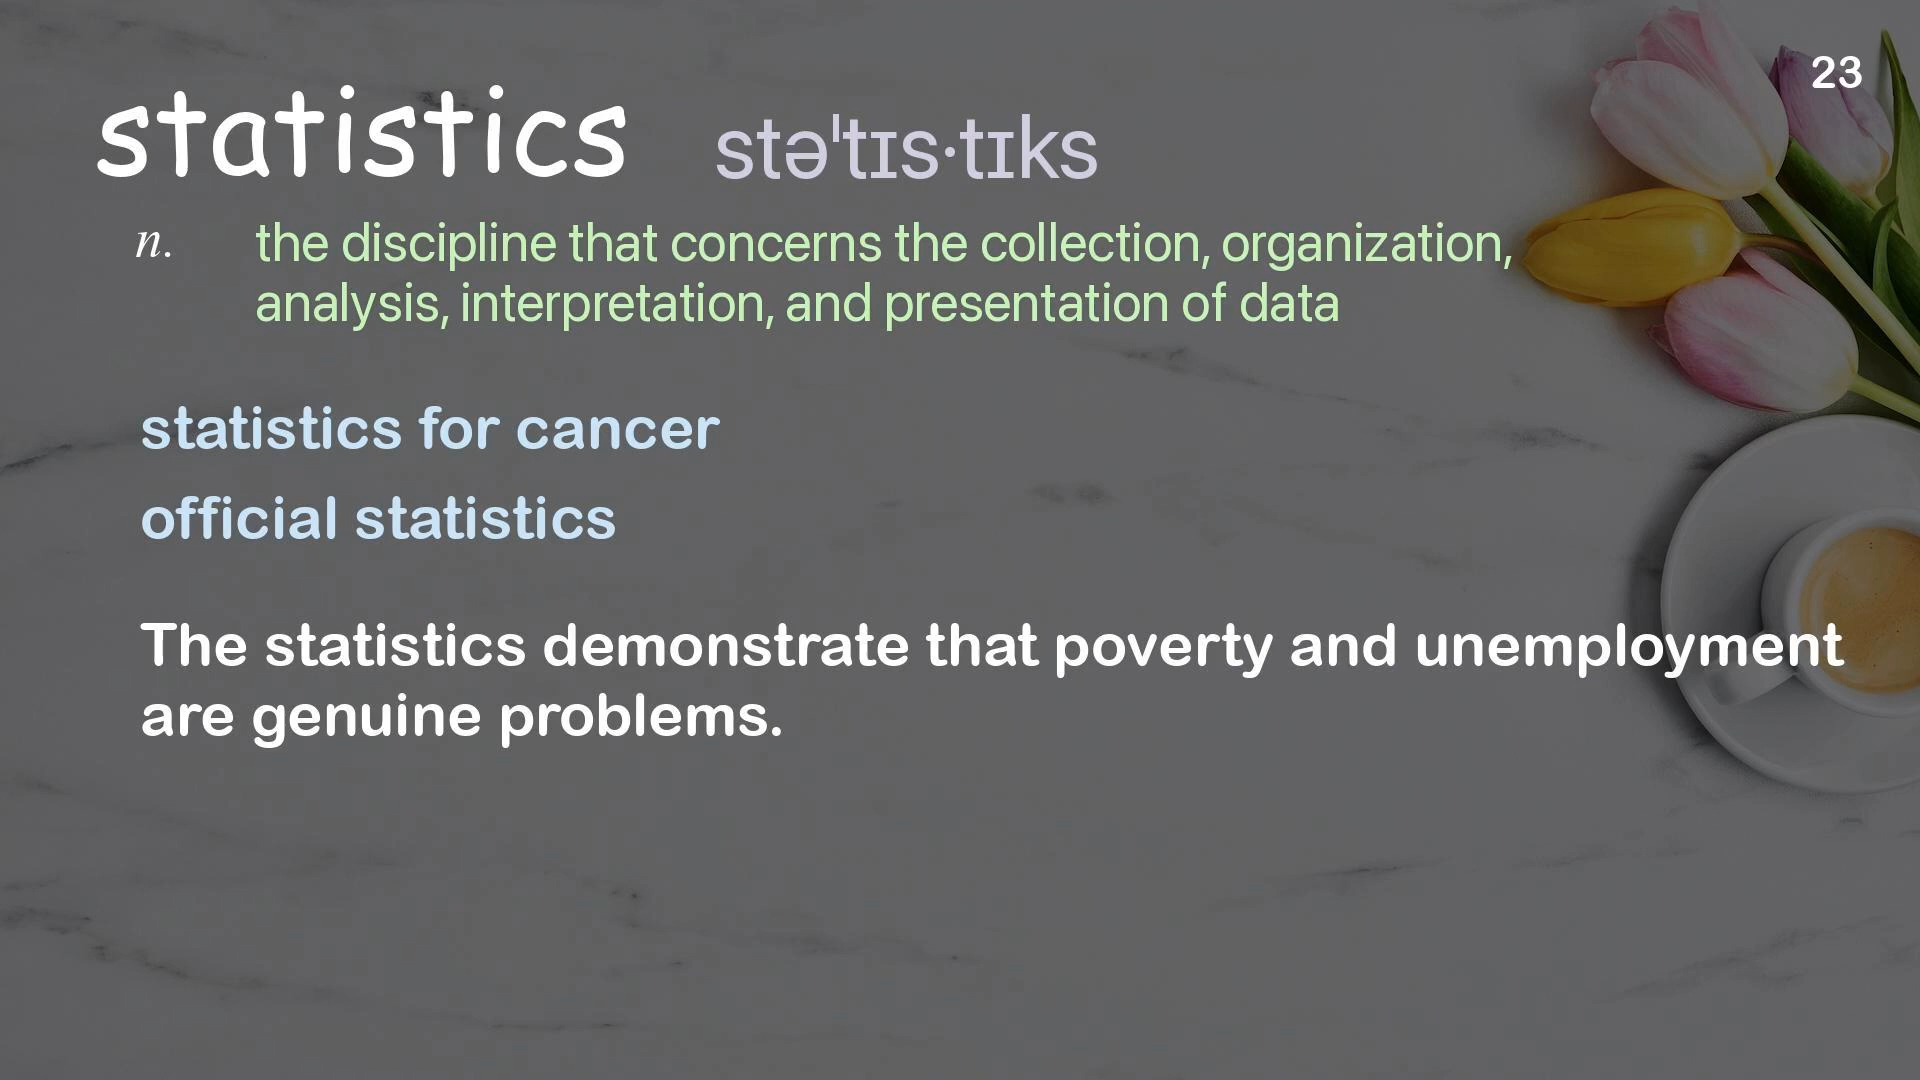 23
statistics stəˈtɪs·tɪks
n. the discipline that concerns the collection, organization,
analysis, interpretation, and presentation of data
statistics for cancer
official statistics
The statistics demonstrate that poverty and unemployment
are genuine problems.